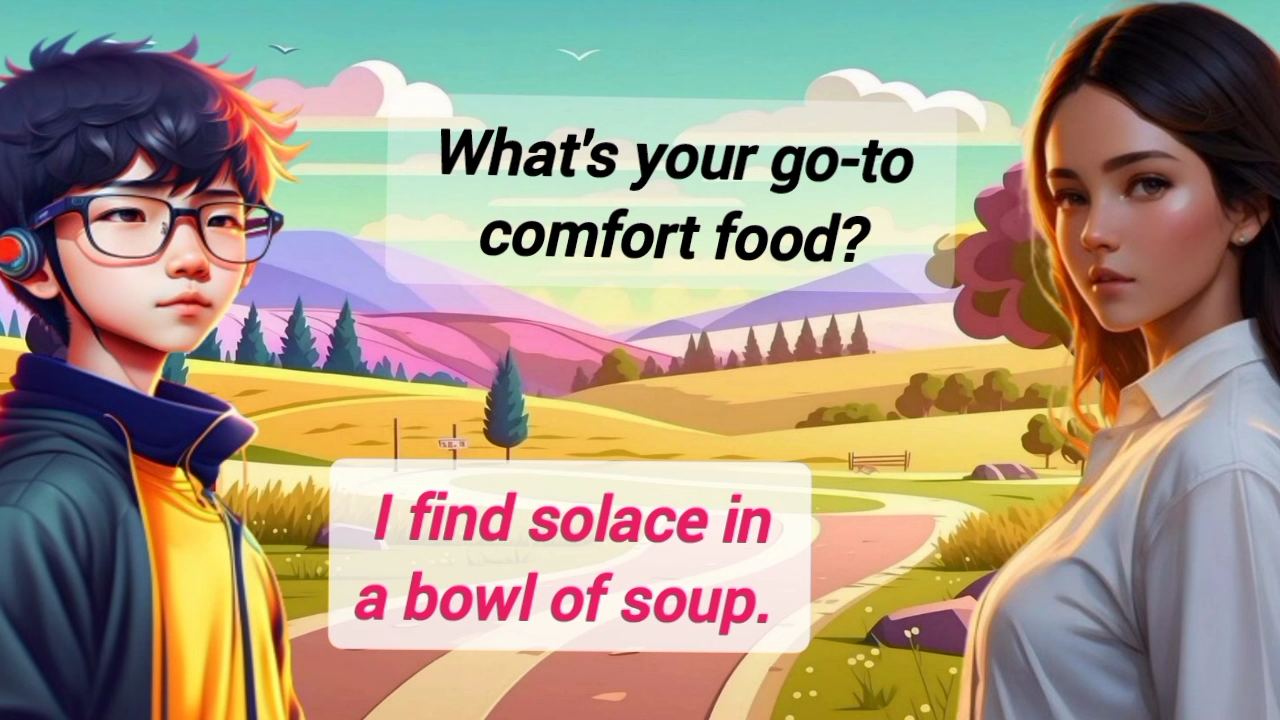 What's your go-to
comfort food?
I find solace in
a bowl of soup.